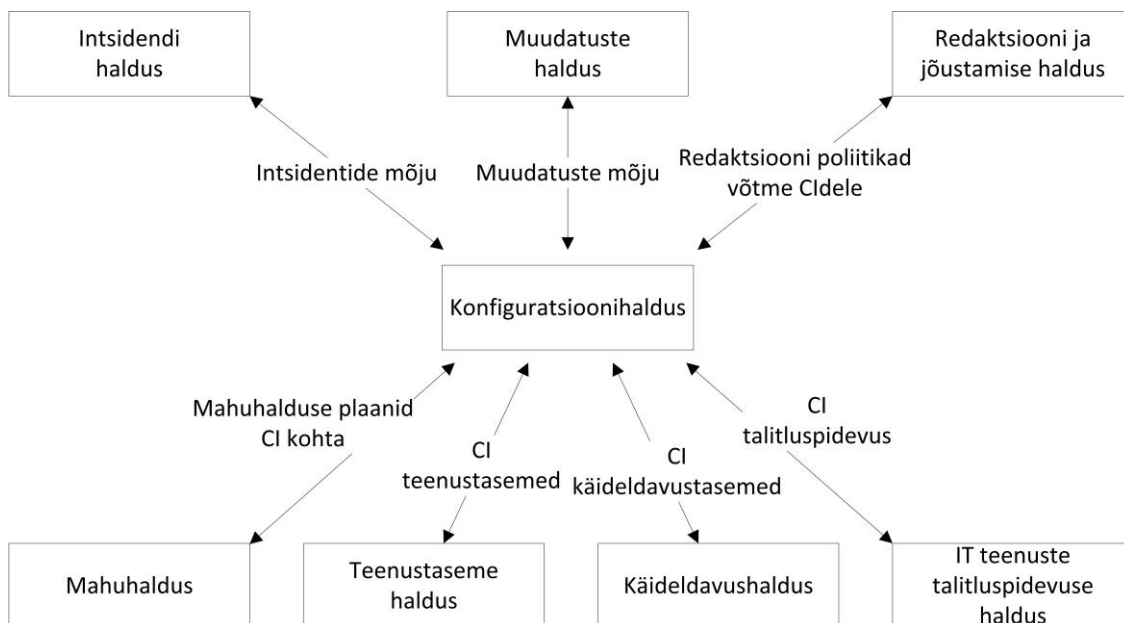 Intsidendi
haldus
Muudatuste
haldus
Redaktsiooni ja
jõustamise haldus
Intsidentide mõju
Muudatuste mõju
Redaktsiooni poliitikad
võtme CIdele
Konfiguratsioonihaldus
Mahuhalduse plaanid
CI kohta
CI
teenustasemed
CI
käideldavustasemed
CI
talitluspidevus
Mahuhaldus
Teenustaseme
haldus
Käideldavushaldus
IT teenuste
talitluspidevuse
haldus